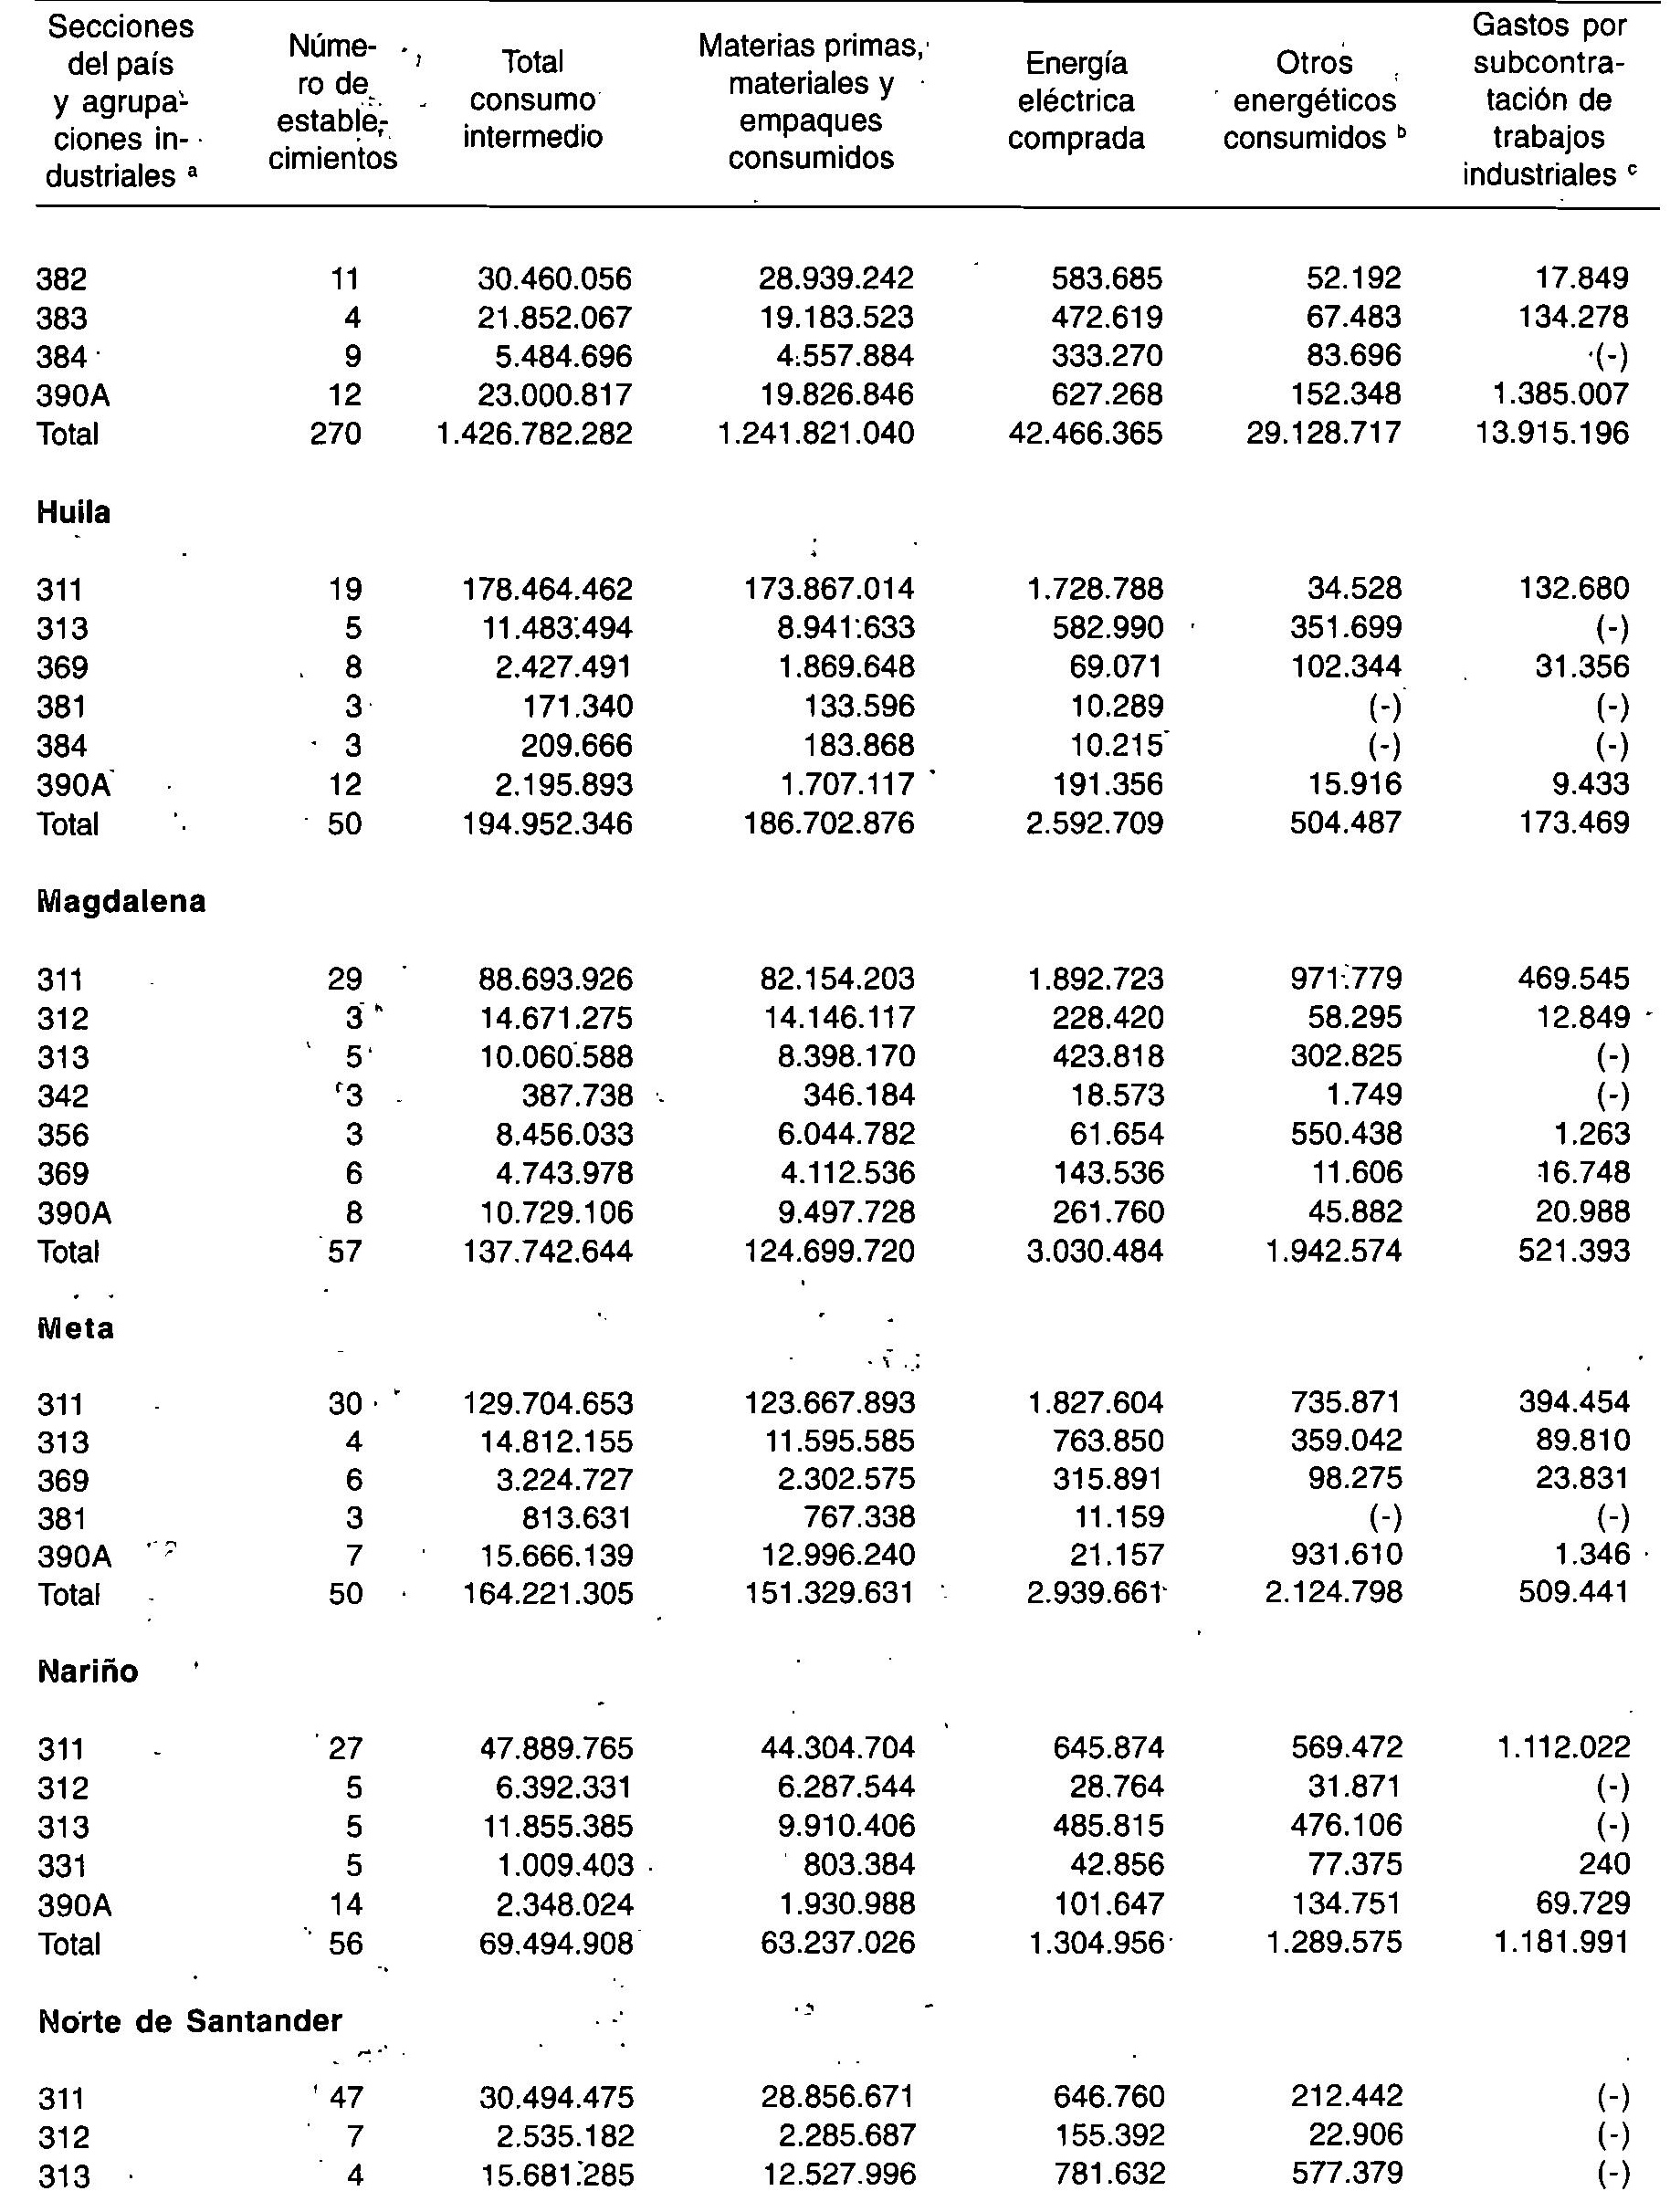 Secciones
del país
y agrupa-
ciones in-
dustriales a
Núme-
ro de
estable-
cimientos
Total
consumo
intermedio
Materias primas,
materiales y
empaques
consumidos
Energía
eléctrica
comprada
Otros
energéticos
consumidos b
Gastos por
subcontra-
tación de
trabajos
industriales c
382 11 30.460.056 28.939.242 583.685 52.192 17.849
383 4 21.852.067 19.183.523 472.619 67.483 134.278
384 9 5.484.696 4.557.884 333.270 83.696 (-)
390A 12 23.000.817 19.826.846 627.268 152.348 1.385.007
Total 270 1.426.782.282 1.241.821.040 42.466.365 29.128.717 13.915.196
Huila
311 19 178.464.462 173.867.014 1.728.788 34.528 132.680
313 5 11.483.494 8.941.633 582.990 351.699 (-)
369 8 2.427.491 1.869.648 69.071 102.344 31.356
381 3 171.340 133.596 10.289 (-) (-)
384 3 209.666 183.868 10.215 (-) (-)
390A 12 2.195.893 1.707.117 191.356 15.916 9.433
Total 50 194.952.346 186.702.876 2.592.709 504.487 173.469
Magdalena
311 29 88.693.926 82.154.203 1.892.723 971.779 469.545
312 3 14.671.275 14.146.117 228.420 58.295 12.849
313 5 10.060.588 8.398.170 423.818 302.825 (-)
342 3 387.738 346.184 18.573 1.749 (-)
356 3 8.456.033 6.044.782 61.654 550.438 1.263
369 6 4.743.978 4.112.536 143.536 11.606 16.748
390A 8 10.729.106 9.497.728 261.760 45.882 20.988
Total 57 137.742.644 124.699.720 3.030.484 1.942.574 521.393
Meta
311 30 129.704.653 123.667.893 1.827.604 735.871 394.454
313 4 14.812.155 11.595.585 763.850 359.042 89.810
369 6 3.224.727 2.302.575 315.891 98.275 23.831
381 3 813.631 767.338 11.159 (-) (-)
390A 7 15.666.139 12.996.240 21.157 931.610 1.346
Total 50 164.221.305 151.329.631 2.939.661 2.124.798 509.441
Nariño
311 27 47.889.765 44.304.704 645.874 569.472 1.112.022
312 5 6.392.331 6.287.544 28.764 31.871 (-)
313 5 11.855.385 9.910.406 485.815 476.106 (-)
331 5 1.009.403 803.384 42.856 77.375 240
390A 14 2.348.024 1.930.988 101.647 134.751 69.729
Total 56 69.494.908 63.237.026 1.304.956 1.289.575 1.181.991
Norte de Santander
311 47 30.494.475 28.856.671 646.760 212.442 (-)
312 7 2.535.182 2.285.687 155.392 22.906 (-)
313 4 15.681.285 12.527.996 781.632 577.379 (-)